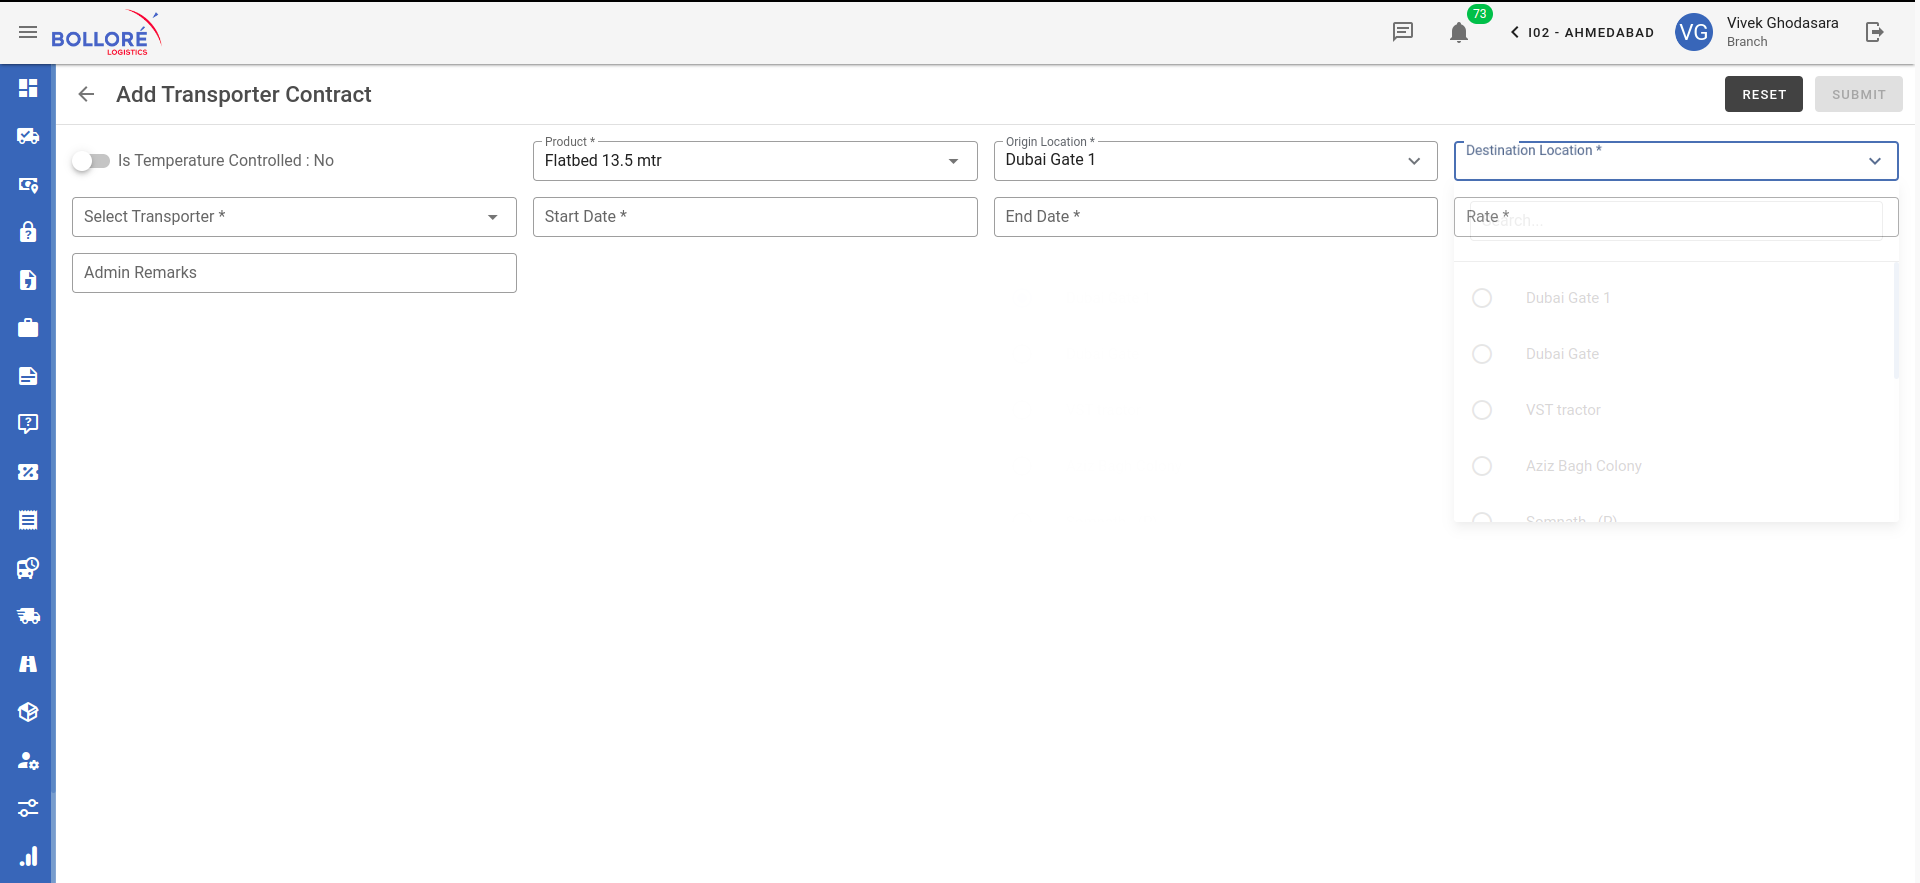 BOLLORÉ
LOGISTICS
73
I02 - AHMEDABAD
VG
Vivek Ghodasara
Branch
Add Transporter Contract
RESET
SUBMIT
Is Temperature Controlled : No
Product *
Flatbed 13.5 mtr
Origin Location *
Dubai Gate 1
Destination Location *
Select Transporter *
Start Date *
End Date *
Rate *
Search...
Admin Remarks
Dubai Gate 1
Dubai Gate
VST tractor
Aziz Bagh Colony